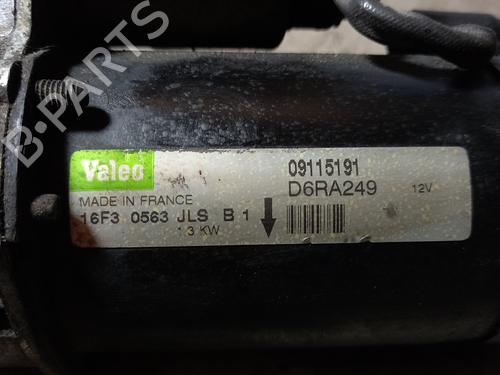 Valeo
MADE IN FRANCE
16F3 0563 JLS B 1
1.3 KW
09115191
D6RA249 12V
B-PARTS